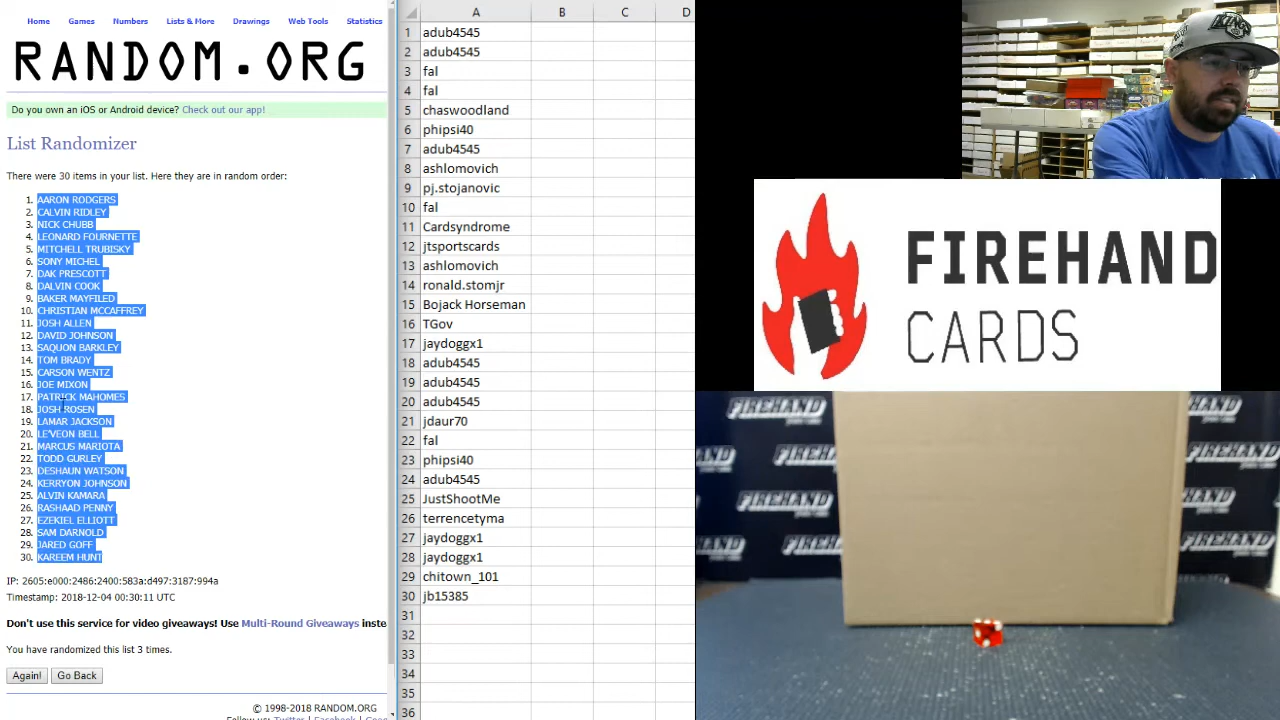 Home Games Numbers Lists & More Drawings Web Tools Statistics
RANDOM.ORG
Do you own an iOS or Android device? Check out our app!
List Randomizer
There were 30 items in your list. Here they are in random order:
1. AARON RODGERS
2. CALVIN RIDLEY
3. NICK CHUBB
4. LEONARD FOURNETTE
5. MITCHELL TRUBISKY
6. SONY MICHEL
7. DAK PRESCOTT
8. DALVIN COOK
9. BAKER MAYFILED
10. CHRISTIAN MCCAFFREY
11. JOSH ALLEN
12. DAVID JOHNSON
13. SAQUON BARKLEY
14. TOM BRADY
15. CARSON WENTZ
16. JOE MIXON
17. PATRICK MAHOMES
18. JOSH ROSEN
19. LAMAR JACKSON
20. LE'VEON BELL
21. MARCUS MARIOTA
22. TODD GURLEY
23. DESHAUN WATSON
24. KERRYON JOHNSON
25. ALVIN KAMARA
26. RASHAAD PENNY
27. EZEKIEL ELLIOTT
28. SAM DARNOLD
29. JARED GOFF
30. KAREEM HUNT
IP: 2605:e000:2486:2400:583a:d497:3187:994a
Timestamp: 2018-12-04 00:30:11 UTC
Don't use this service for video giveaways! Use Multi-Round Giveaways inste
You have randomized this list 3 times.
Again! Go Back
© 1998-2018 RANDOM.ORG
Follow us: Twitter | Facebook | Goo
A B C D
1 adub4545
2 adub4545
3 fal
4 fal
5 chaswoodland
6 phipsi40
7 adub4545
8 ashlomovich
9 pj.stojanovic
10 fal
11 Cardsyndrome
12 jtsportscards
13 ashlomovich
14 ronald.stomjr
15 Bojack Horseman
16 TGov
17 jaydoggx1
18 adub4545
19 adub4545
20 adub4545
21 jdaur70
22 fal
23 phipsi40
24 adub4545
25 JustShootMe
26 terrencetyma
27 jaydoggx1
28 jaydoggx1
29 chitown_101
30 jb15385
31
32
33
34
35
36
KINGS
FIREHAND
CARDS
FIREHAND
FIREHAND
FIREHAND
FIREHAND